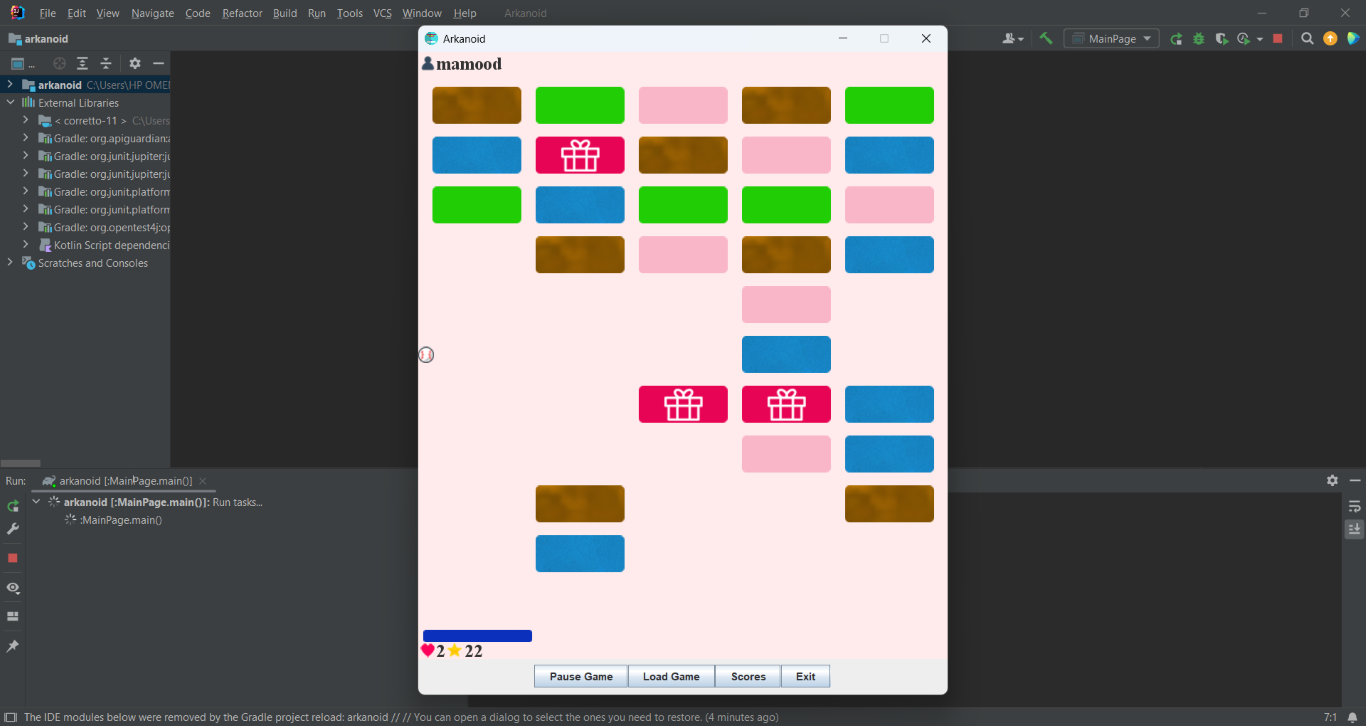 File Edit View Navigate Code Refactor Build Run Tools VCS Window Help Arkanoid
arkanoid
MainPage
...
arkanoid C:\Users\HP OME
External Libraries
< corretto-11 > C:\Users
Gradle: org.apiguardian:
Gradle: org.junit.jupiter:ju
Gradle: org.junit.jupiter:ju
Gradle: org.junit.platform
Gradle: org.junit.platform
Gradle: org.opentest4j:op
Kotlin Script dependenci
Scratches and Consoles
Arkanoid
mamood
2 22
Pause Game Load Game Scores Exit
Run: arkanoid [:MainPage.main()]
arkanoid [:MainPage.main()]: Run tasks...
:MainPage.main()
The IDE modules below were removed by the Gradle project reload: arkanoid // // You can open a dialog to select the ones you need to restore. (4 minutes ago)
7:1